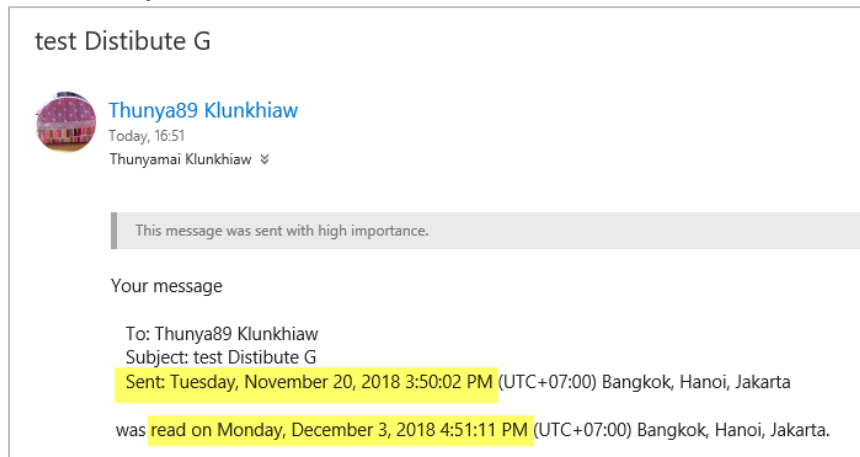 test Distibute G
Thunya89 Klunkhiaw
Today, 16:51
Thunyamai Klunkhiaw
This message was sent with high importance.
Your message
To: Thunya89 Klunkhiaw
Subject: test Distibute G
Sent: Tuesday, November 20, 2018 3:50:02 PM (UTC+07:00) Bangkok, Hanoi, Jakarta
was read on Monday, December 3, 2018 4:51:11 PM (UTC+07:00) Bangkok, Hanoi, Jakarta.